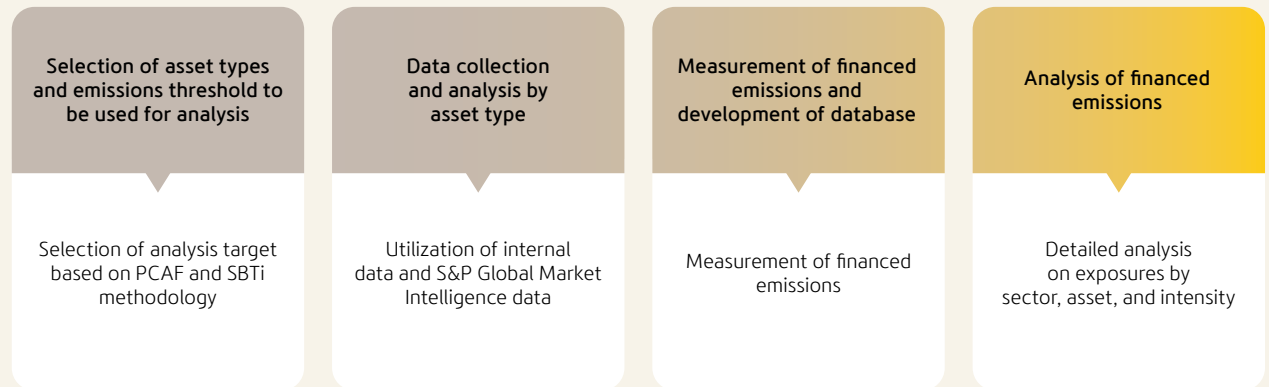 Selection of asset types
and emissions threshold to
be used for analysis
Selection of analysis target
based on PCAF and SBTi
methodology
Data collection
and analysis by
asset type
Utilization of internal
data and S&P Global Market
Intelligence data
Measurement of financed
emissions and
development of database
Measurement of financed
emissions
Analysis of financed
emissions
Detailed analysis
on exposures by
sector, asset, and intensity